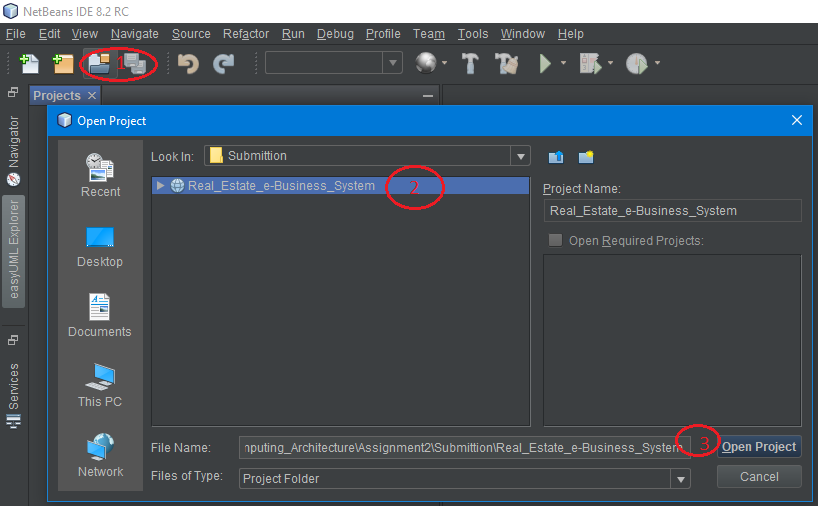 NetBeans IDE 8.2 RC
File Edit View Navigate Source Refactor Run Debug Profile Team Tools Window Help
1
Projects
Navigator
easyUML Explorer
Services
Open Project
Look In: Submittion
Recent
Desktop
Documents
This PC
Network
Real_Estate_e-Business_System 2
Project Name:
Real_Estate_e-Business_System
Open Required Projects:
File Name: mputing_Architecture\Assignment2\Submittion\Real_Estate_e-Business_System 3 Open Project
Files of Type: Project Folder Cancel